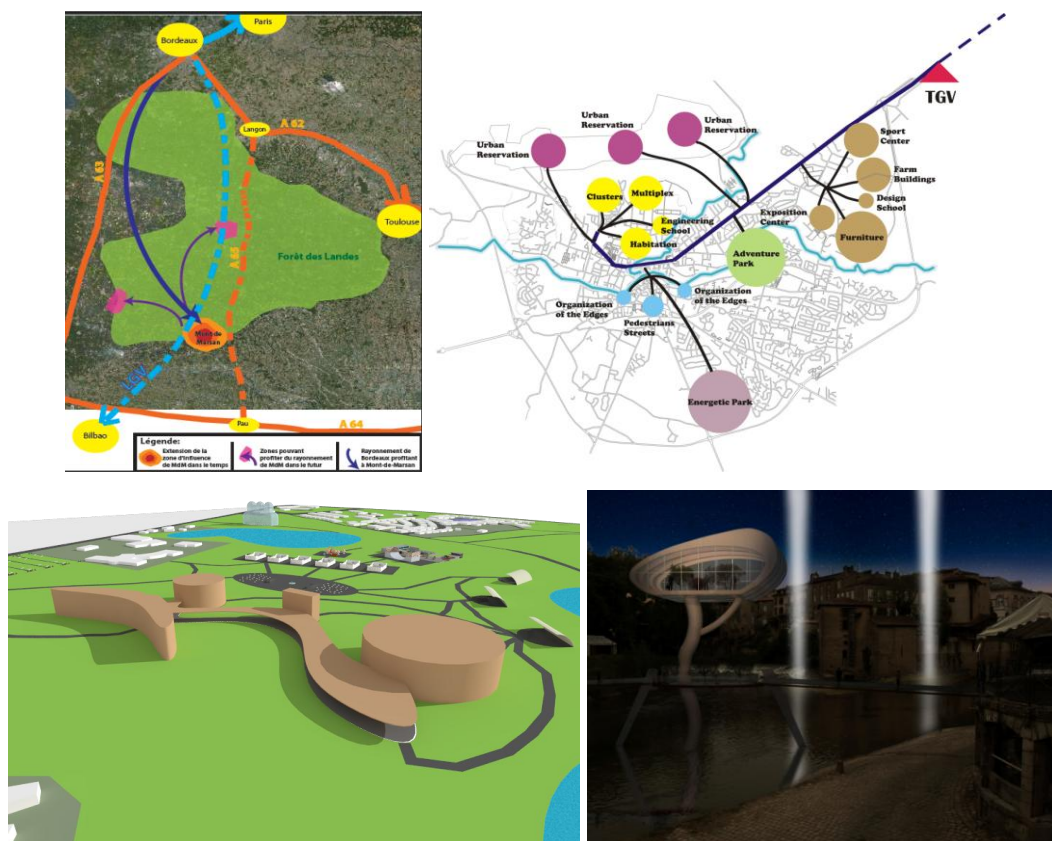 Paris
Bordeaux
Langon
A 62
A 63
Toulouse
A 65
Forêt des Landes
Mont-de
Marsan
LGV
Bilbao
Pau
A 64
Légende:
Extension de la
zone d'influence
de MdM dans le temps
Zones pouvant
profiter du rayonnement
de MdM dans le futur
Rayonnement de
Bordeaux profitant
à Mont-de-Marsan
TGV
Urban
Reservation
Urban
Reservation
Urban
Reservation
Sport
Center
Farm
Buildings
Design
School
Exposition
Center
Furniture
Clusters
Multiplex
Engineering
School
Habitation
Adventure
Park
Organization
of the Edges
Organization
of the Edges
Pedestrians
Streets
Energetic Park